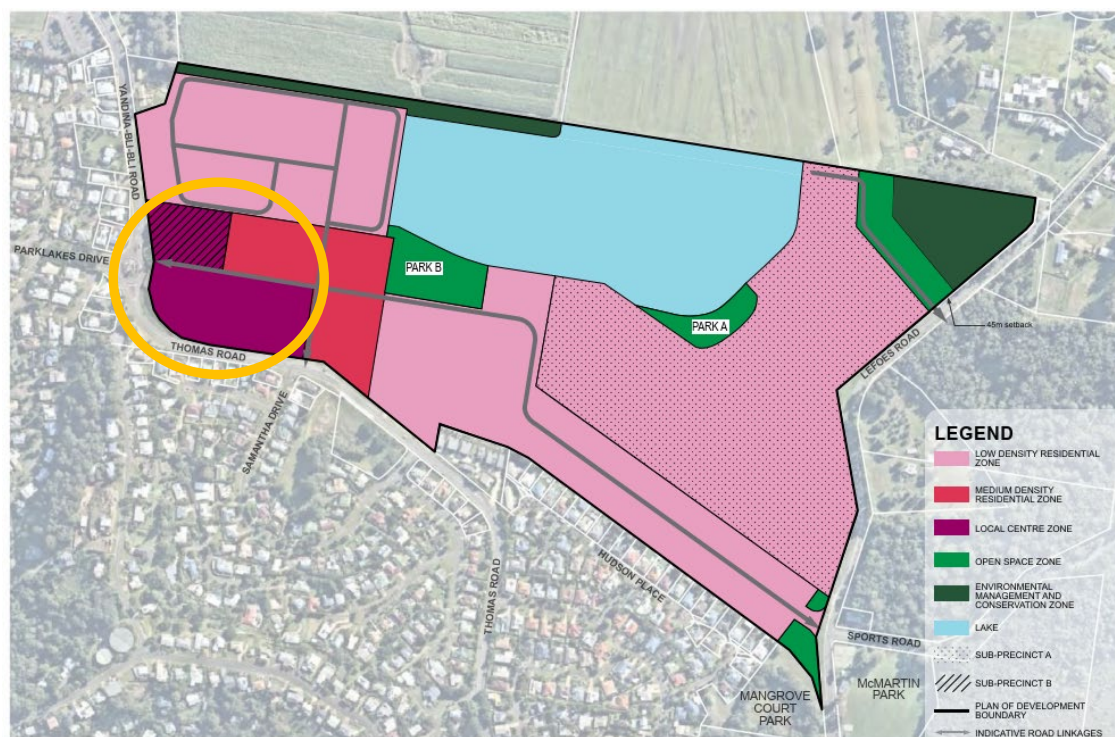 YANDINA-BLI-BLI ROAD
PARKLAKES DRIVE
PARK B
PARK A
45m setback
LEFOES ROAD
THOMAS ROAD
SAMANTHA DRIVE
THOMAS ROAD
HUDSON PLACE
SPORTS ROAD
McMARTIN
PARK
MANGROVE
COURT
PARK
LEGEND
LOW DENSITY RESIDENTIAL
ZONE
MEDIUM DENSITY
RESIDENTIAL ZONE
LOCAL CENTRE ZONE
OPEN SPACE ZONE
ENVIRONMENTAL
MANAGEMENT AND
CONSERVATION ZONE
LAKE
SUB-PRECINCT A
SUB-PRECINCT B
PLAN OF DEVELOPMENT
BOUNDARY
INDICATIVE ROAD LINKAGES